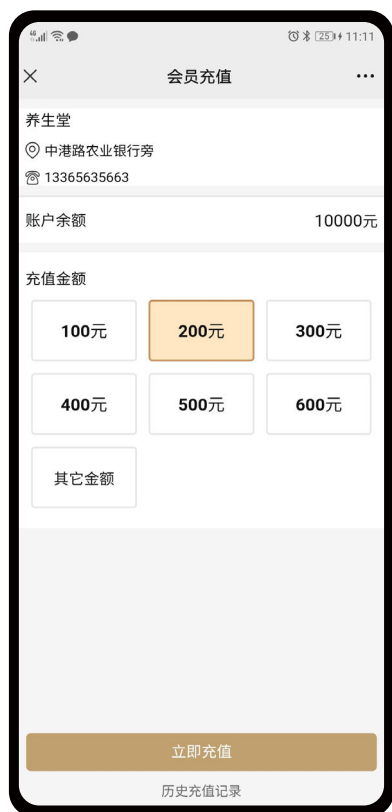 46 25 11:11
会员充值
养生堂
中港路农业银行旁
13365635663
账户余额 10000元
充值金额
100元 200元 300元
400元 500元 600元
其它金额
立即充值
历史充值记录